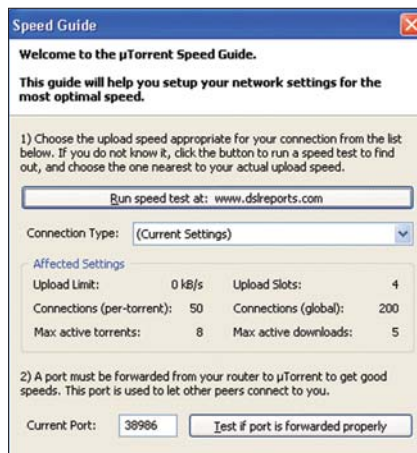 Speed Guide
Welcome to the µTorrent Speed Guide.
This guide will help you setup your network settings for the
most optimal speed.
1) Choose the upload speed appropriate for your connection from the list
below. If you do not know it, click the button to run a speed test to find
out, and choose the one nearest to your actual upload speed.
Run speed test at: www.dslreports.com
Connection Type: (Current Settings)
Affected Settings
Upload Limit: 0 kB/s Upload Slots: 4
Connections (per-torrent): 50 Connections (global): 200
Max active torrents: 8 Max active downloads: 5
2) A port must be forwarded from your router to µTorrent to get good
speeds. This port is used to let other peers connect to you.
Current Port: 38986 Test if port is forwarded properly